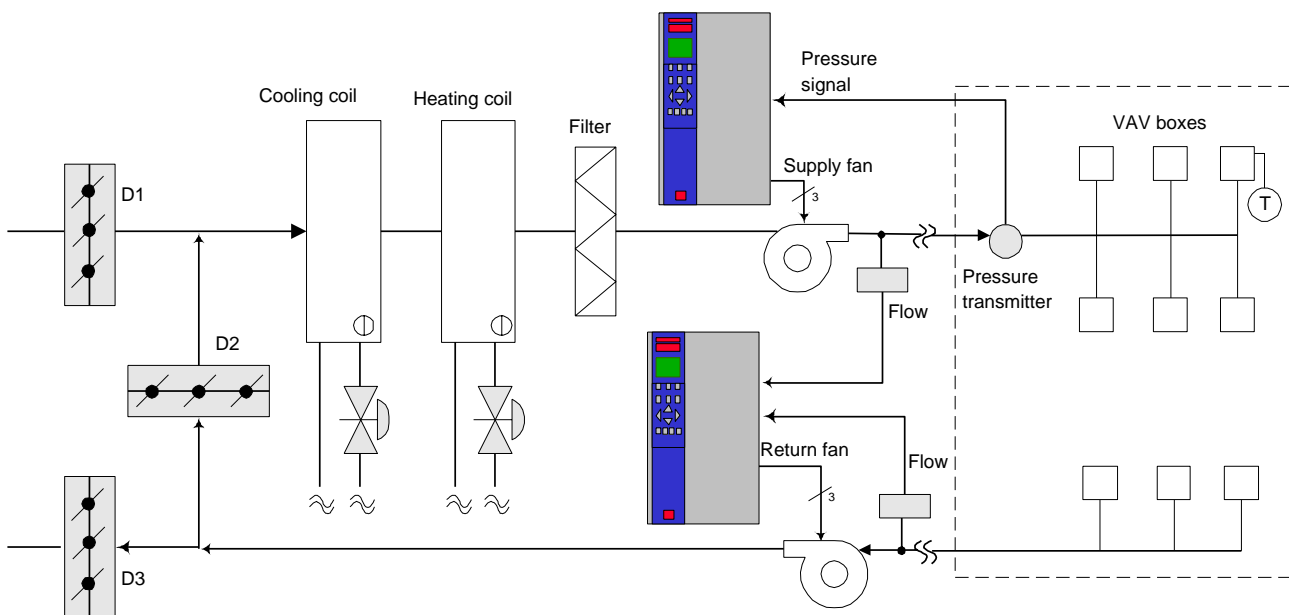 Pressure
signal
Cooling coil
Heating coil
Filter
VAV boxes
D1
Supply fan
3
T
Pressure
transmitter
Flow
D2
Return fan
Flow
3
D3